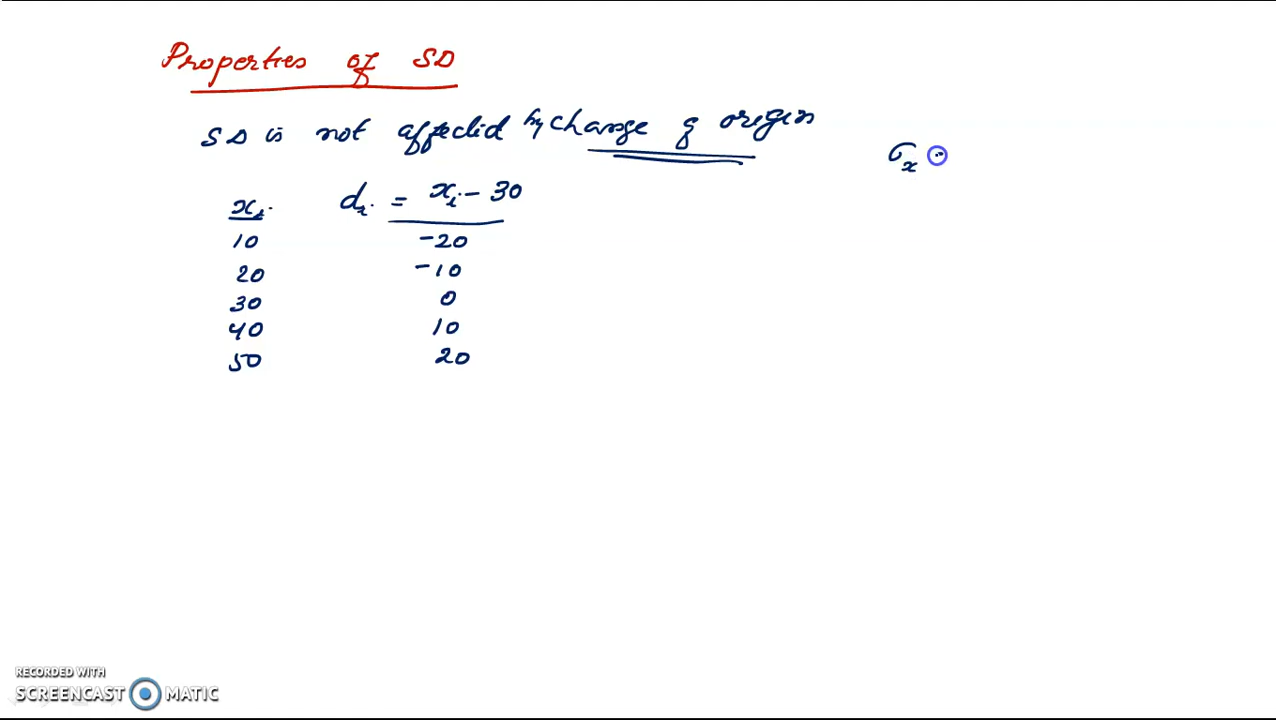 Properties of SD
SD is not affected by change of origin
σx
xi di = xi - 30
10 -20
20 -10
30 0
40 10
50 20
RECORDED WITH
SCREENCAST MATIC